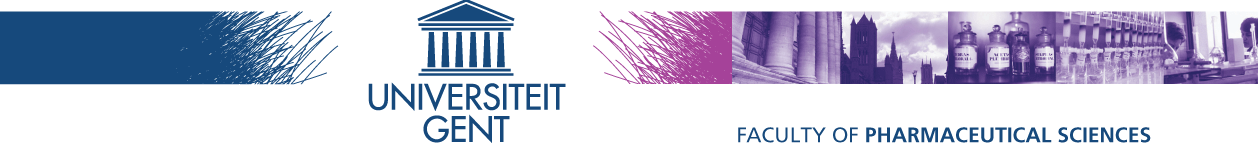 UNIVERSITEIT
GENT
FACULTY OF PHARMACEUTICAL SCIENCES